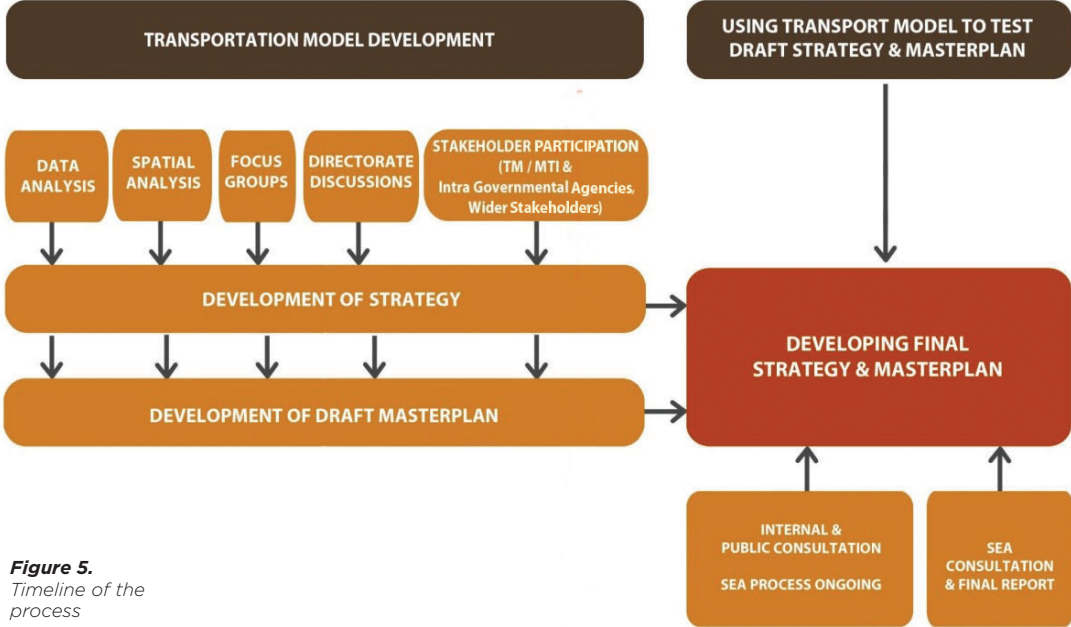 TRANSPORTATION MODEL DEVELOPMENT
USING TRANSPORT MODEL TO TEST
DRAFT STRATEGY & MASTERPLAN
DATA
ANALYSIS
SPATIAL
ANALYSIS
FOCUS
GROUPS
DIRECTORATE
DISCUSSIONS
STAKEHOLDER PARTICIPATION
(TM / MTI &
Intra Governmental Agencies,
Wider Stakeholders)
DEVELOPMENT OF STRATEGY
DEVELOPMENT OF DRAFT MASTERPLAN
DEVELOPING FINAL
STRATEGY & MASTERPLAN
INTERNAL &
PUBLIC CONSULTATION
SEA PROCESS ONGOING
SEA
CONSULTATION
& FINAL REPORT
Figure 5.
Timeline of the
process